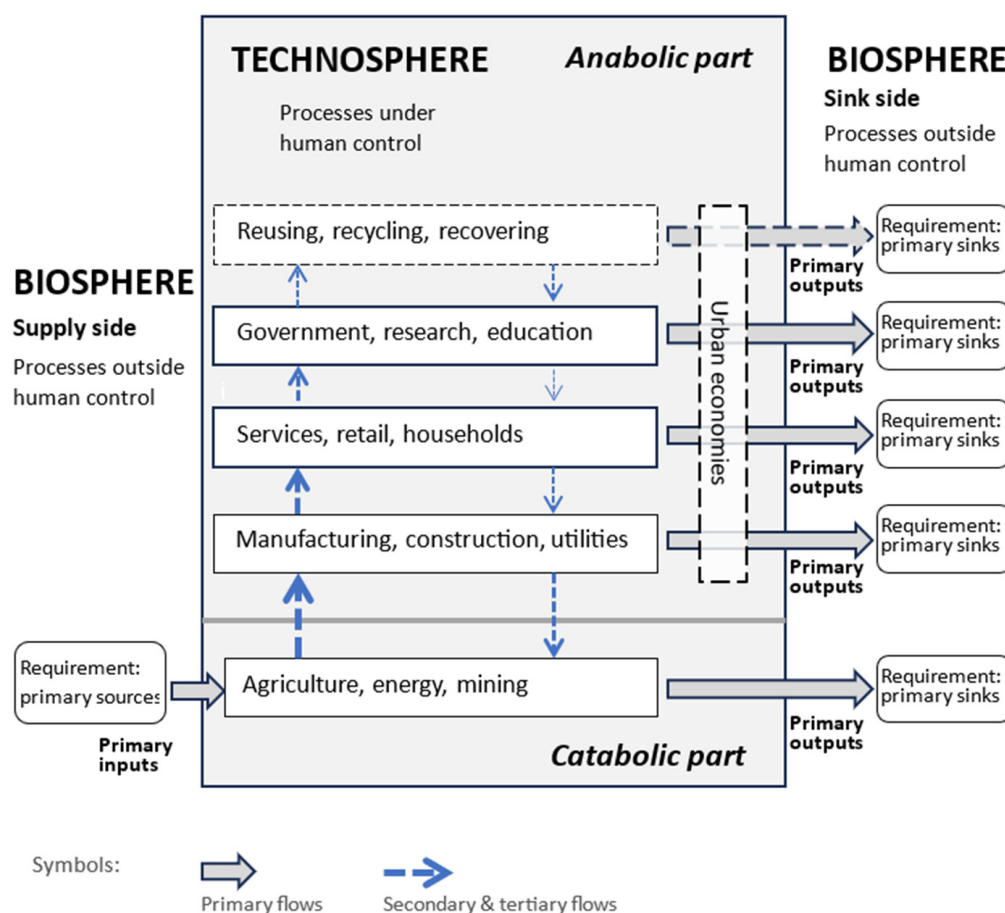 TECHNOSPHERE
Anabolic part
Processes under
human control
BIOSPHERE
Sink side
Processes outside
human control
BIOSPHERE
Supply side
Processes outside
human control
Reusing, recycling, recovering
Primary
outputs
Requirement:
primary sinks
Government, research, education
Primary
outputs
Requirement:
primary sinks
i
Services, retail, households
Primary
outputs
Requirement:
primary sinks
Manufacturing, construction, utilities
Primary
outputs
Requirement:
primary sinks
Urban economies
Requirement:
primary sources
Primary
inputs
Agriculture, energy, mining
Primary
outputs
Requirement:
primary sinks
Catabolic part
Symbols:
Primary flows
Secondary & tertiary flows